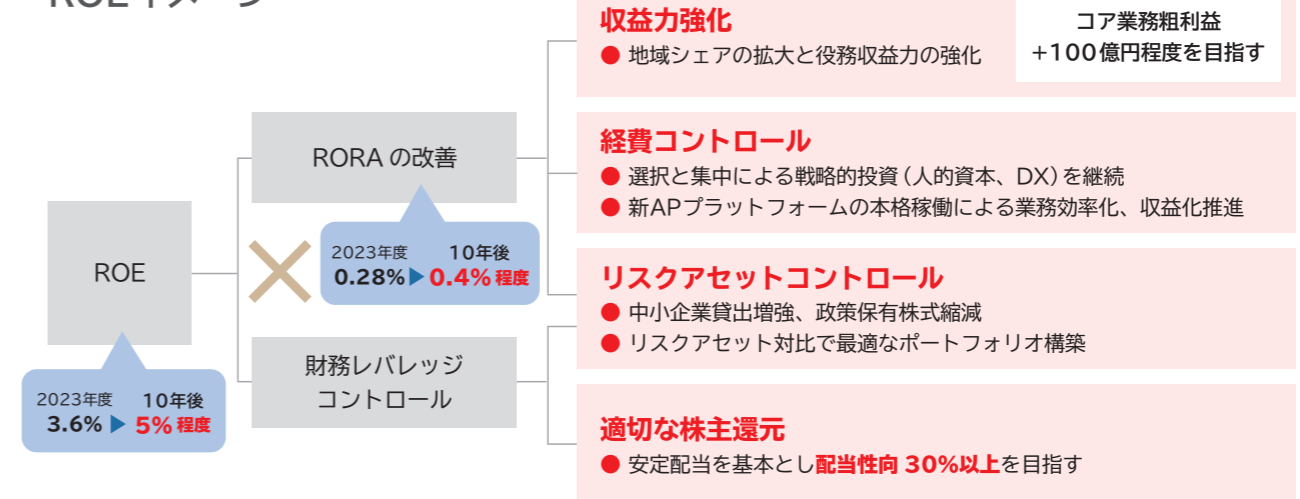 ROEイメージ
収益力強化
● 地域シェアの拡大と役務収益力の強化
コア業務粗利益
+100億円程度を目指す
経費コントロール
● 選択と集中による戦略的投資(人的資本、DX)を継続
● 新APプラットフォームの本格稼働による業務効率化、収益化推進
RORAの改善
2023年度 10年後
0.28%▶0.4%程度
ROE
2023年度 10年後
3.6%▶5%程度
財務レバレッジ
コントロール
リスクアセットコントロール
● 中小企業貸出増強、政策保有株式縮減
● リスクアセット対比で最適なポートフォリオ構築
適切な株主還元
● 安定配当を基本とし配当性向 30%以上を目指す